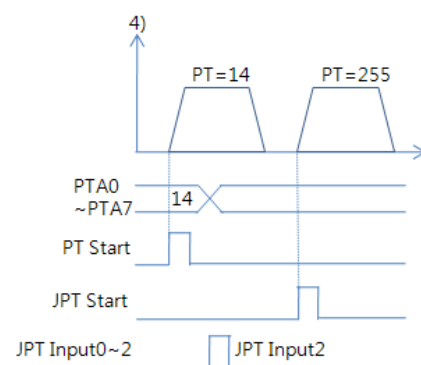 4)
PT=14 PT=255
PTA0
~PTA7
14
PT Start
JPT Start
JPT Input0~2 JPT Input2